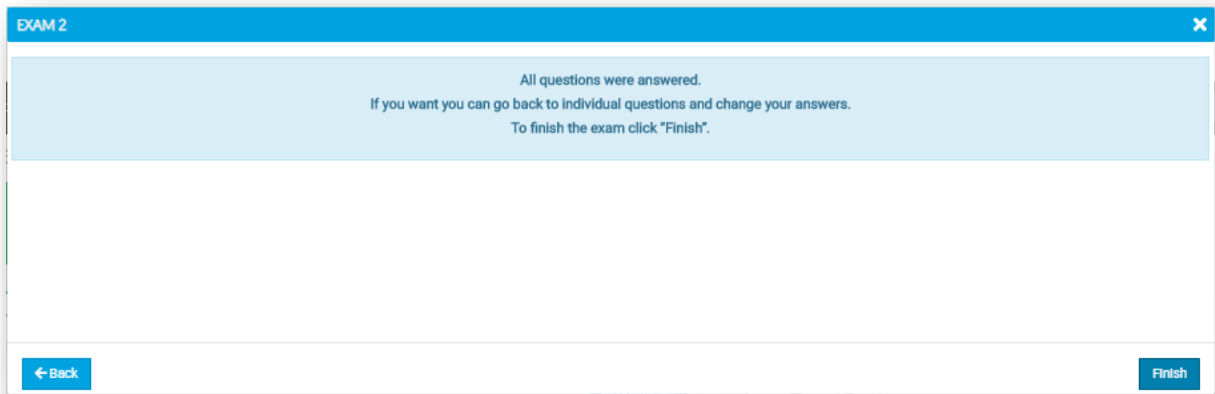 EXAM 2
All questions were answered.
If you want you can go back to individual questions and change your answers.
To finish the exam click “Finish”.
Back
Finish